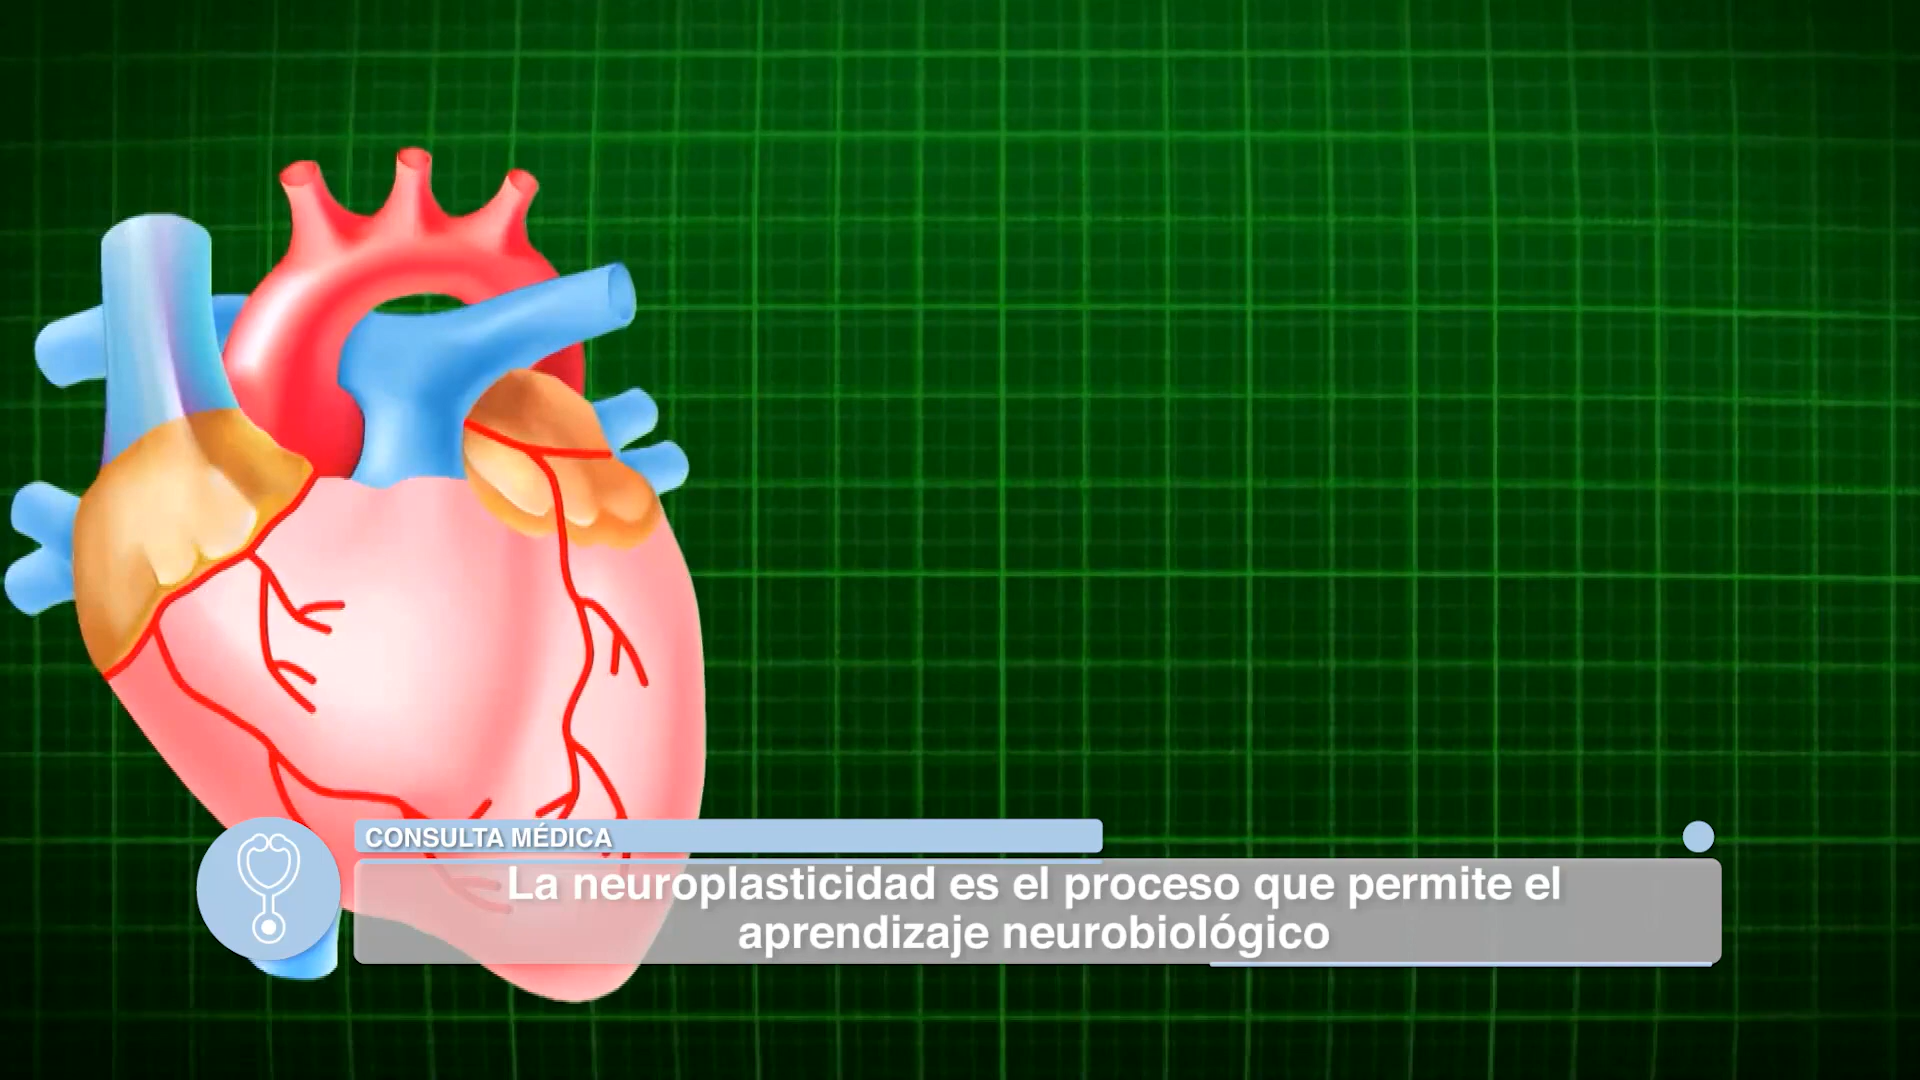 CONSULTA MÉDICA
La neuroplasticidad es el proceso que permite el
aprendizaje neurobiológico